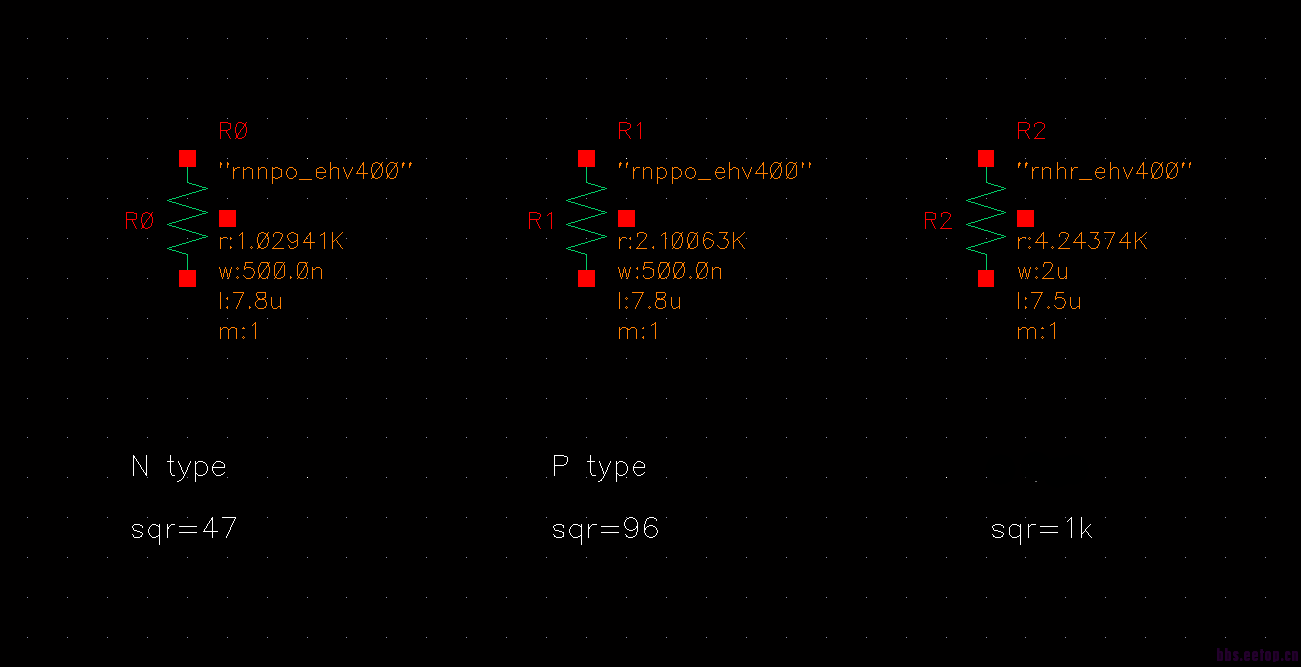 R0
"rnnpo_ehv400"
R0
r:1.02941K
w:500.0n
l:7.8u
m:1
R1
"rnppo_ehv400"
R1
r:2.10063K
w:500.0n
l:7.8u
m:1
R2
"rnhr_ehv400"
R2
r:4.24374K
w:2u
l:7.5u
m:1
N type
sqr=47
P type
sqr=96
sqr=1k
bbs.eetop.cn